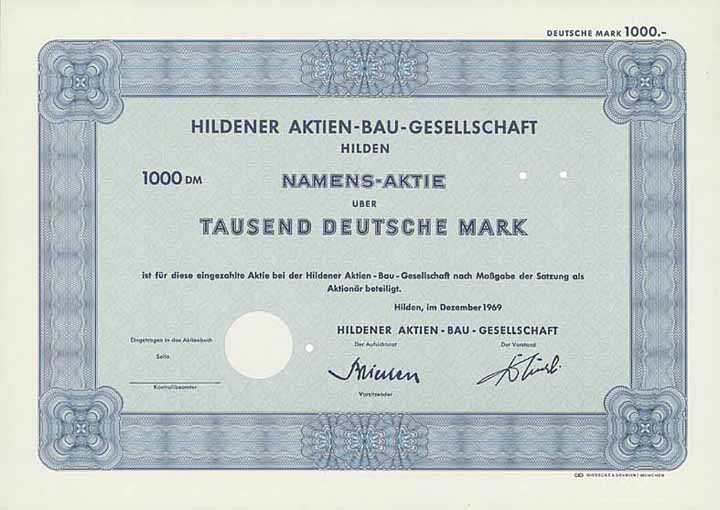 DEUTSCHE MARK 1000.-
HILDENER AKTIEN-BAU-GESELLSCHAFT
HILDEN
1000 DM NAMENS-AKTIE
UBER
TAUSEND DEUTSCHE MARK
ist für diese eingezahlte Aktie bei der Hildener Aktien-Bau-Gesellschaft nach Maßgabe der Satzung als
Aktionär beteiligt.
Hilden, im Dezember 1969
HILDENER AKTIEN-BAU-GESELLSCHAFT
Eingetragen in das Aktienbuch
Der Aufsichtsrat Der Vorstand
Seite
Kontrollbeamter
Vorsitzender
GIESECKE & DEVRIENT MÜNCHEN